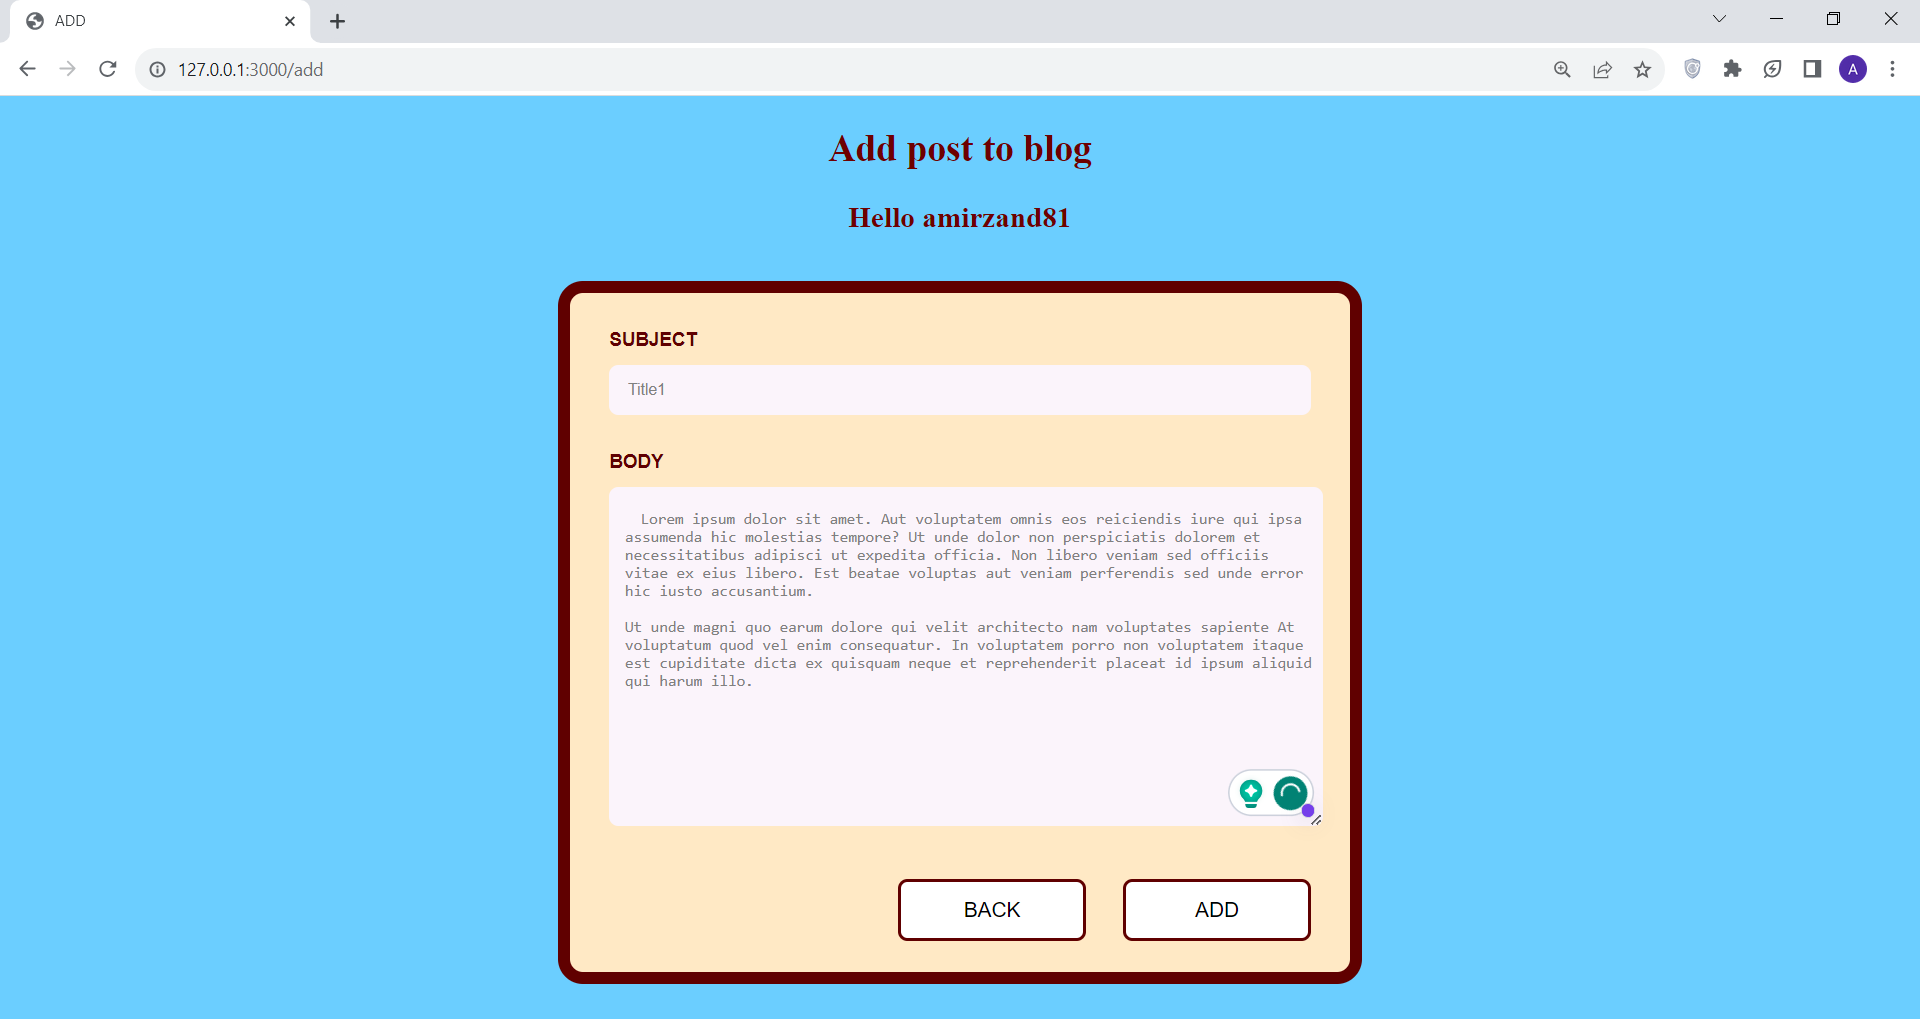 ADD
127.0.0.1:3000/add
A
Add post to blog
Hello amirzand81
SUBJECT
Title1
BODY
Lorem ipsum dolor sit amet. Aut voluptatem omnis eos reiciendis iure qui ipsa
assumenda hic molestias tempore? Ut unde dolor non perspiciatis dolorem et
necessitatibus adipisci ut expedita officia. Non libero veniam sed officiis
vitae ex eius libero. Est beatae voluptas aut veniam perferendis sed unde error
hic iusto accusantium.
Ut unde magni quo earum dolore qui velit architecto nam voluptates sapiente At
voluptatum quod vel enim consequatur. In voluptatem porro non voluptatem itaque
est cupiditate dicta ex quisquam neque et reprehenderit placeat id ipsum aliquid
qui harum illo.
BACK
ADD